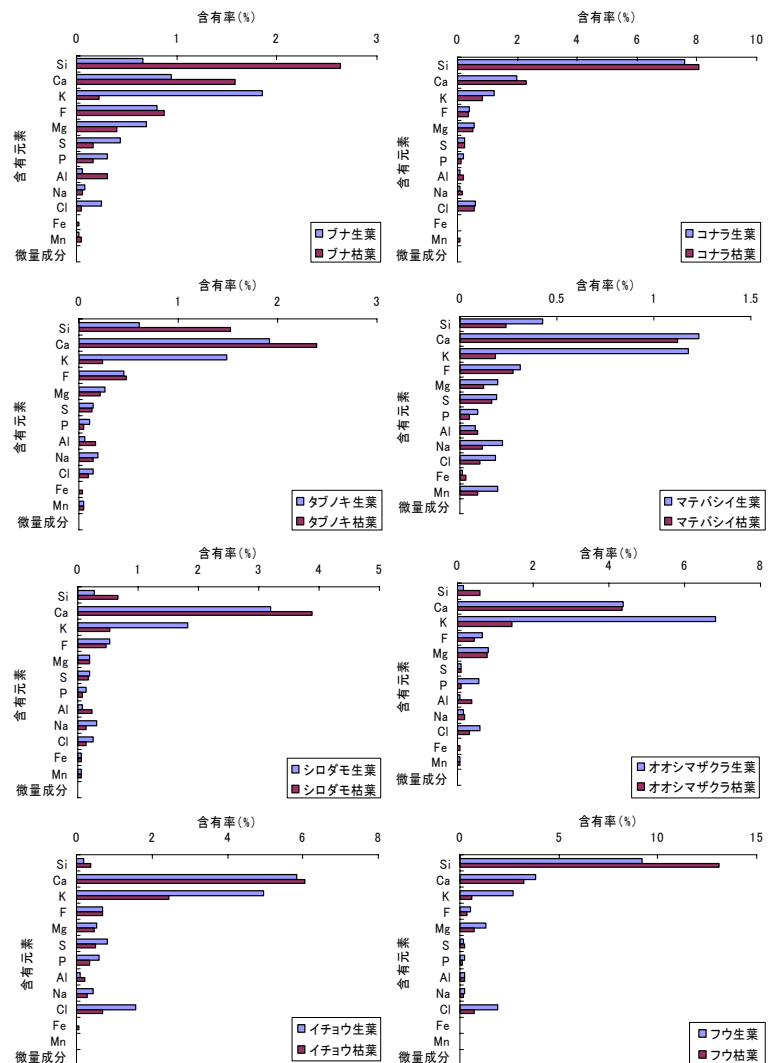 含有率(%)
0 1 2 3
含有元素
Si
Ca
K
F
Mg
S
P
Al
Na
Cl
Fe
Mn
微量成分
ブナ生葉
ブナ枯葉
含有率(%)
0 2 4 6 8 10
含有元素
Si
Ca
K
F
Mg
S
P
Al
Na
Cl
Fe
Mn
微量成分
コナラ生葉
コナラ枯葉
含有率(%)
0 1 2 3
含有元素
Si
Ca
K
F
Mg
S
P
Al
Na
Cl
Fe
Mn
微量成分
タブノキ生葉
タブノキ枯葉
含有率(%)
0 0.5 1 1.5
含有元素
Si
Ca
K
F
Mg
S
P
Al
Na
Cl
Fe
Mn
微量成分
マテバシイ生葉
マテバシイ枯葉
含有率(%)
0 1 2 3 4 5
含有元素
Si
Ca
K
F
Mg
S
P
Al
Na
Cl
Fe
Mn
微量成分
シロダモ生葉
シロダモ枯葉
含有率(%)
0 2 4 6 8
含有元素
Si
Ca
K
F
Mg
S
P
Al
Na
Cl
Fe
Mn
微量成分
オオシマザクラ生葉
オオシマザクラ枯葉
含有率(%)
0 2 4 6 8
含有元素
Si
Ca
K
F
Mg
S
P
Al
Na
Cl
Fe
Mn
微量成分
イチョウ生葉
イチョウ枯葉
含有率(%)
0 5 10 15
含有元素
Si
Ca
K
F
Mg
S
P
Al
Na
Cl
Fe
Mn
微量成分
フウ生葉
フウ枯葉